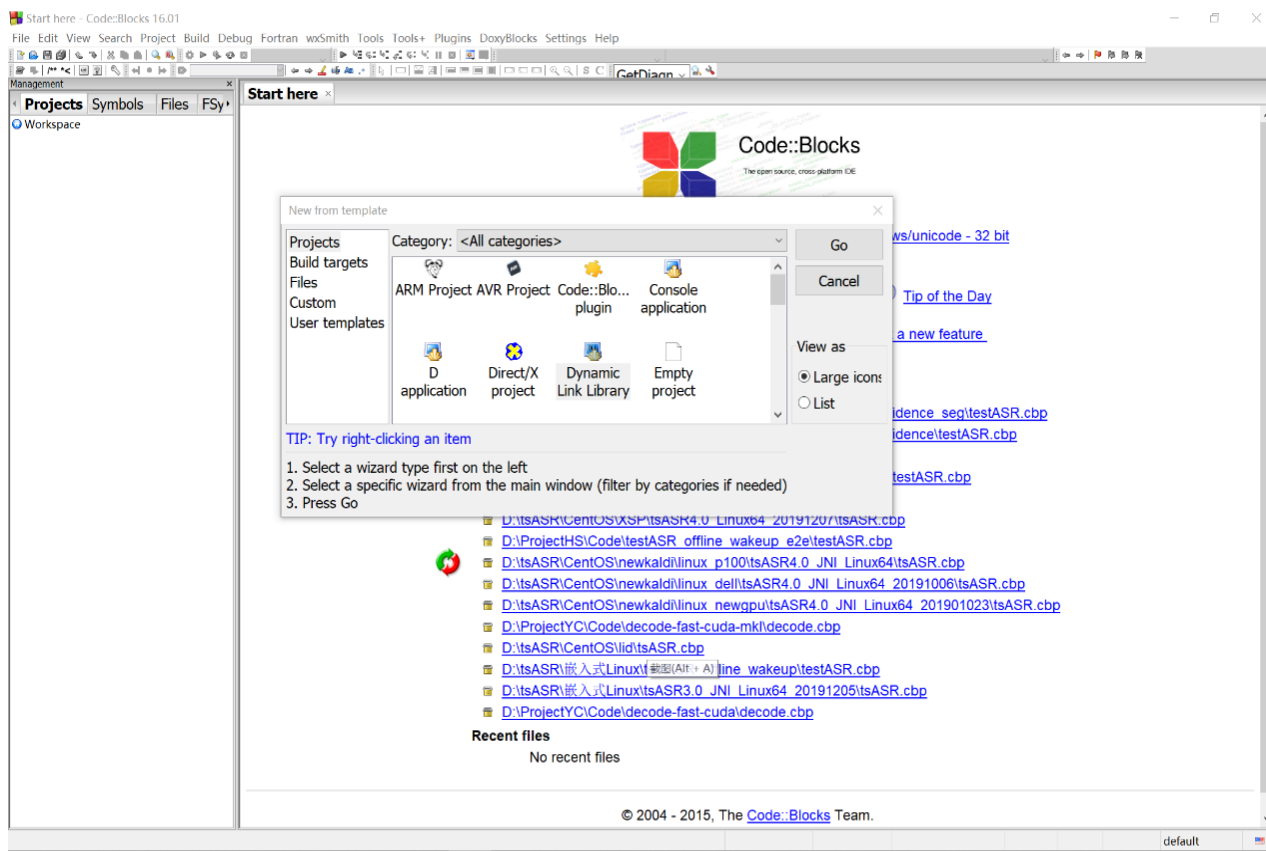 Start here - Code::Blocks 16.01
File Edit View Search Project Build Debug Fortran wxSmith Tools Tools+ Plugins DoxyBlocks Settings Help
S C GetDiagn
Management
Projects Symbols Files FSy
Start here
Workspace
Code::Blocks
The open source, cross-platform IDE
New from template
Projects
Build targets
Files
Custom
User templates
Category: <All categories>
Go
Cancel
ARM Project AVR Project Code::Blo... Console
plugin application
D Direct/X Dynamic Empty
application project Link Library project
View as
Large icons
List
TIP: Try right-clicking an item
1. Select a wizard type first on the left
2. Select a specific wizard from the main window (filter by categories if needed)
3. Press Go
ws/unicode - 32 bit
Tip of the Day
a new feature
idence_seg\testASR.cbp
idence\testASR.cbp
testASR.cbp
D:\tsASR\CentOS\XSP\tsASR4.0_Linux64_20191207\tsASR.cbp
D:\ProjectHS\Code\testASR_offline_wakeup_e2e\testASR.cbp
D:\tsASR\CentOS\newkaldi\linux_p100\tsASR4.0_JNI_Linux64\tsASR.cbp
D:\tsASR\CentOS\newkaldi\linux_dell\tsASR4.0_JNI_Linux64_20191006\tsASR.cbp
D:\tsASR\CentOS\newkaldi\linux_newgpu\tsASR4.0_JNI_Linux64_201901023\tsASR.cbp
D:\ProjectYC\Code\decode-fast-cuda-mkl\decode.cbp
D:\tsASR\CentOS\lid\tsASR.cbp
D:\tsASR\嵌入式Linux\t 截图(Alt + A) line_wakeup\testASR.cbp
D:\tsASR\嵌入式Linux\tsASR3.0_JNI_Linux64_20191205\tsASR.cbp
D:\ProjectYC\Code\decode-fast-cuda\decode.cbp
Recent files
No recent files
© 2004 - 2015, The Code::Blocks Team.
default